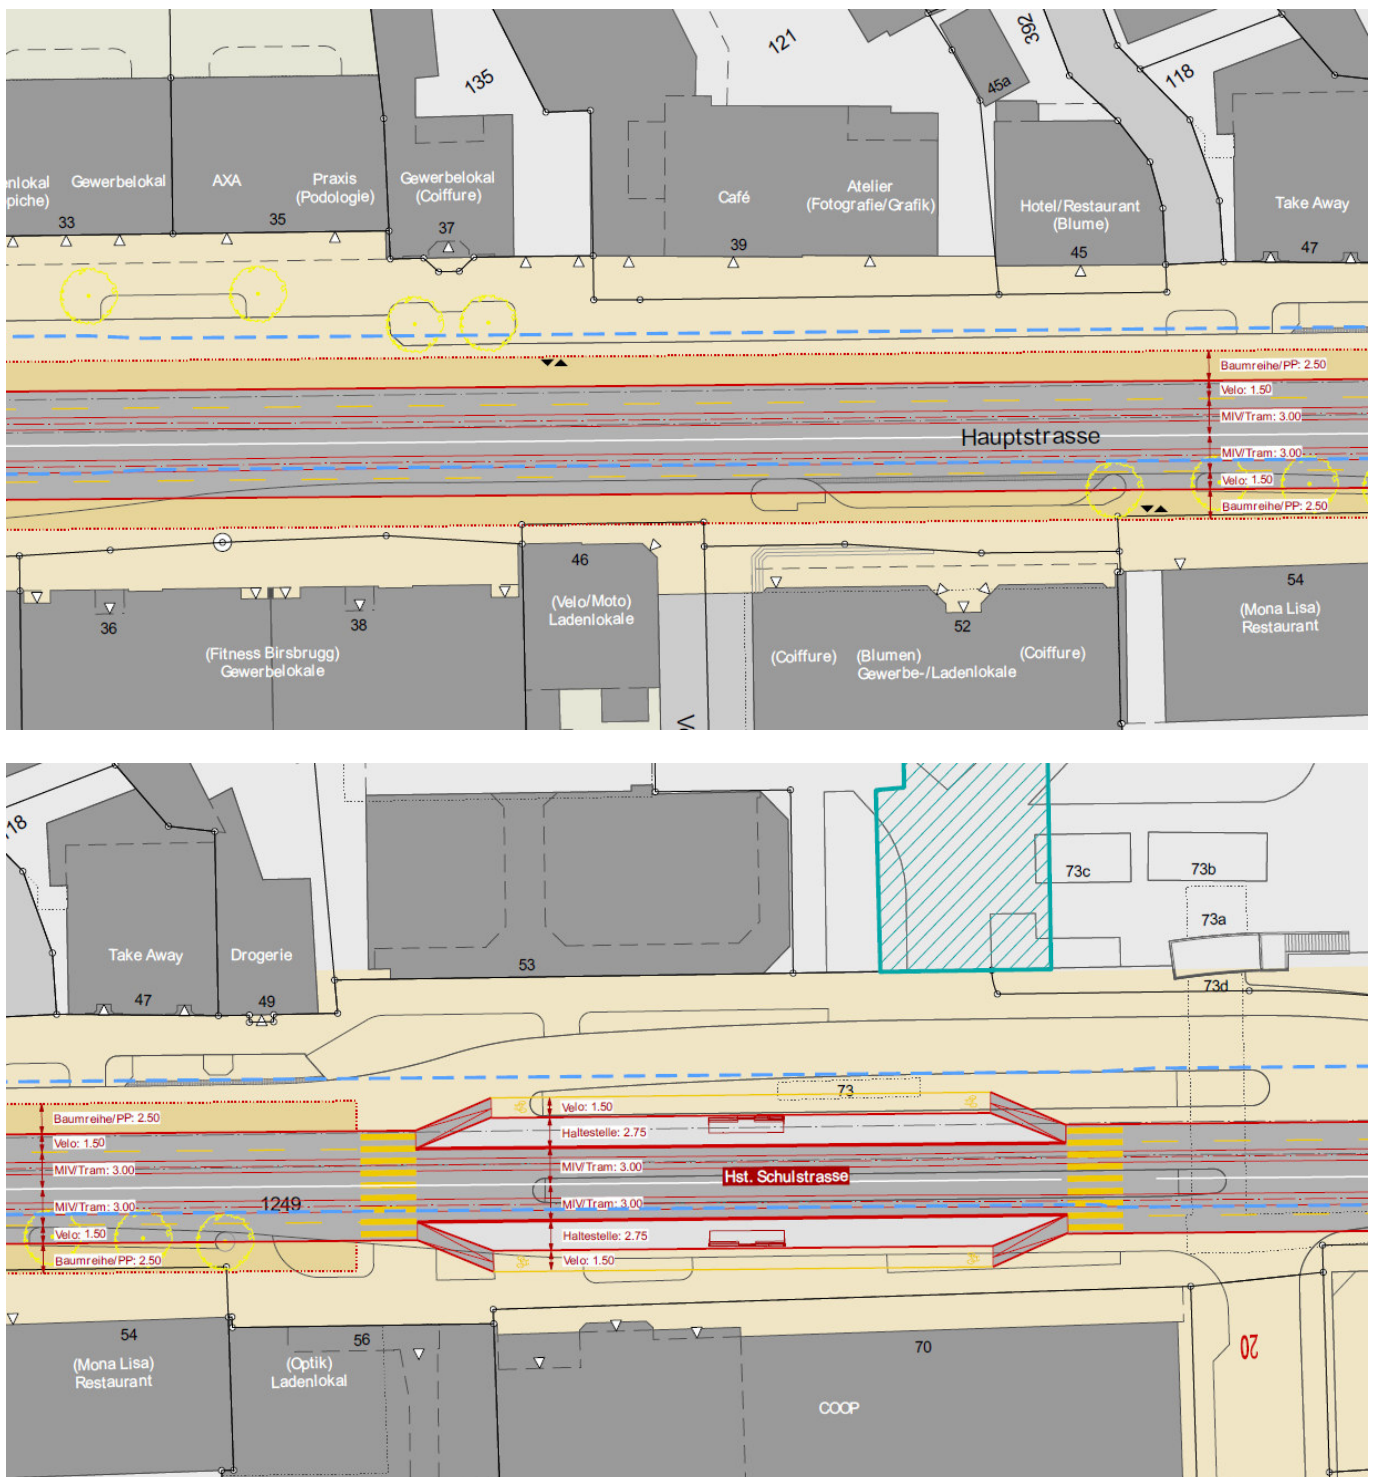 135
121
392
45a
118
enlokal
piche)
33
Gewerbelokal
AXA
35
Praxis
(Podologie)
Gewerbelokal
(Coiffure)
37
Café
39
Atelier
(Fotografie/Grafik)
Hotel/Restaurant
(Blume)
45
Take Away
47
Baumreihe/PP: 2.50
Velo: 1.50
MIV/Tram: 3.00
Hauptstrasse
MIV/Tram: 3.00
Velo: 1.50
Baumreihe/PP: 2.50
36
38
(Fitness Birsbrugg)
Gewerbelokale
46
(Velo/Moto)
Ladenlokale
52
(Coiffure)
(Blumen)
(Coiffure)
Gewerbe-/Ladenlokale
54
(Mona Lisa)
Restaurant
118
Take Away
47
Drogerie
49
53
73c
73b
73a
73d
73
Baumreihe/PP: 2.50
Velo: 1.50
MIV/Tram: 3.00
MIV/Tram: 3.00
Velo: 1.50
Baumreihe/PP: 2.50
1249
Velo: 1.50
Haltestelle: 2.75
MIV/Tram: 3.00
Hst. Schulstrasse
MIV/Tram: 3.00
Haltestelle: 2.75
Velo: 1.50
54
(Mona Lisa)
Restaurant
56
(Optik)
Ladenlokal
70
COOP
20